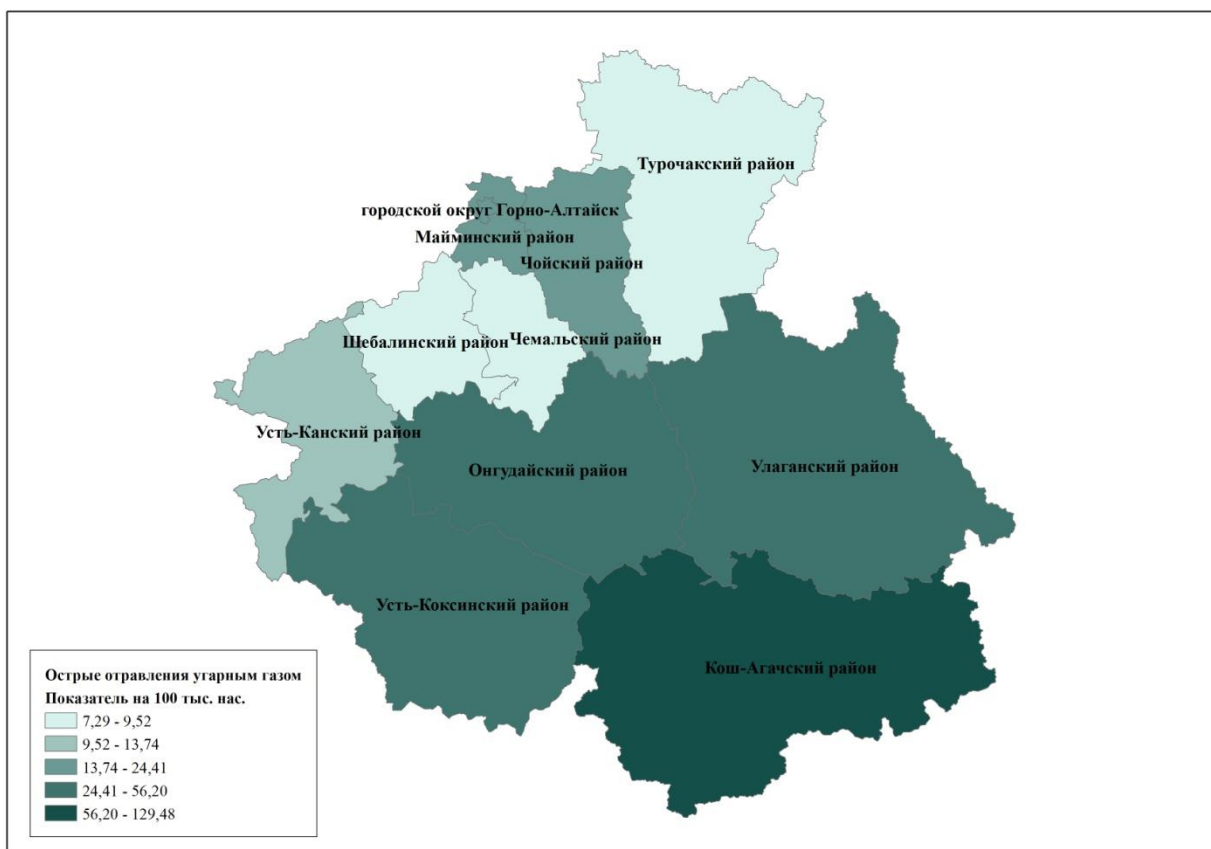 Турочакский район
городской округ Горно-Алтайск
Майминский район
Чойский район
Шебалинский район
Чемальский район
Усть-Канский район
Онгудайский район
Улаганский район
Усть-Коксинский район
Кош-Агачский район
Острые отравления угарным газом
Показатель на 100 тыс. нас.
7,29 - 9,52
9,52 - 13,74
13,74 - 24,41
24,41 - 56,20
56,20 - 129,48